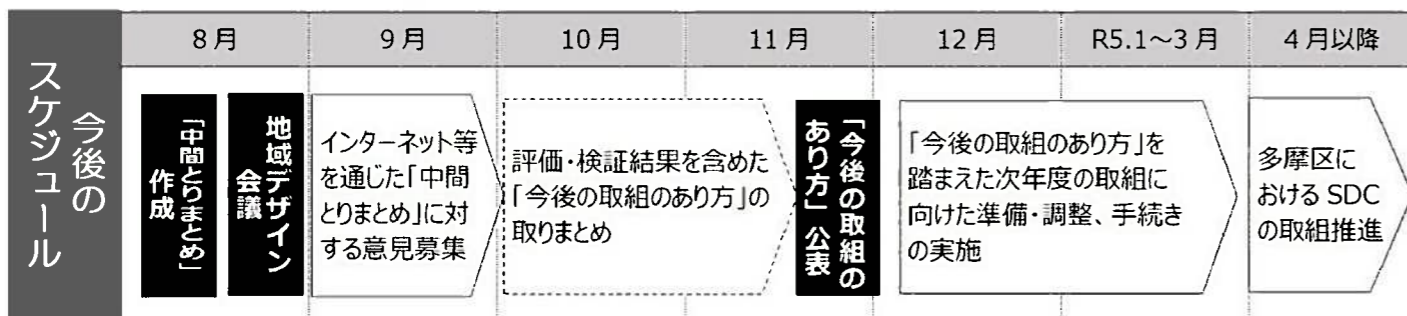 今後の
スケジュール
8月
9月
10月
11月
12月
R5.1～3月
4月以降
「中間とりまとめ」
作成
地域デザイン
会議
インターネット等
を通じた「中間
とりまとめ」に対
する意見募集
評価・検証結果を含めた
「今後の取組のあり方」の
取りまとめ
「今後の取組の
あり方」公表
「今後の取組のあり方」を
踏まえた次年度の取組に
向けた準備・調整、手続き
の実施
多摩区に
おける SDC
の取組推進